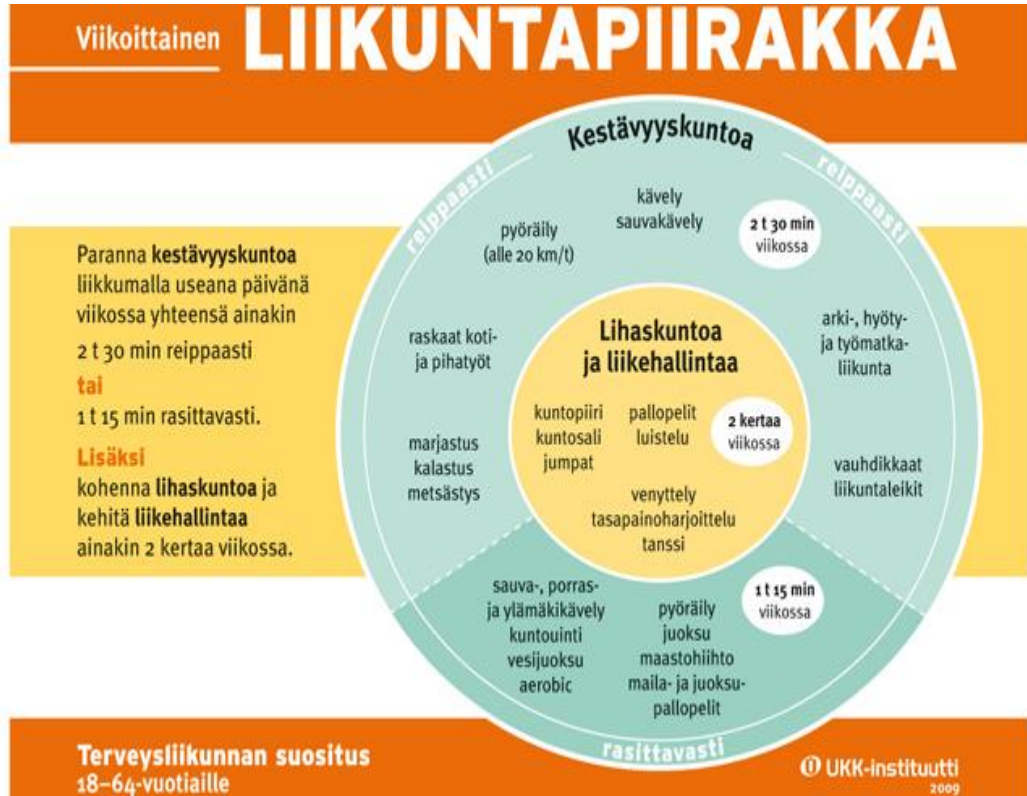 Viikoittainen LIIKUNTAPIIRAKKA
Paranna kestävyyskuntoa
liikkumalla useana päivänä
viikossa yhteensä ainakin
2 t 30 min reippaasti
tai
1 t 15 min rasittavasti.
Lisäksi
kohenna lihaskuntoa ja
kehitä liikehallintaa
ainakin 2 kertaa viikossa.
Kestävyyskuntoa
reippaasti
reippaasti
kävely
sauvakävely
2 t 30 min
viikossa
pyöräily
(alle 20 km/t)
raskaat koti-
ja pihatyöt
arki-, hyöty-
ja työmatka-
liikunta
marjastus
kalastus
metsästys
vauhdikkaat
liikuntaleikit
Lihaskuntoa
ja liikehallintaa
kuntopiiri
kuntosali
jumpat
pallopelit
luistelu
2 kertaa
viikossa
venyttely
tasapainoharjoittelu
tanssi
sauva-, porras-
ja ylämäkikävely
kuntouinti
vesijuoksu
aerobic
pyöräily
juoksu
maastohiihto
maila- ja juoksu-
pallopelit
1 t 15 min
viikossa
rasittavasti
Terveysliikunnan suositus
18–64-vuotiaille
UKK-instituutti
2009